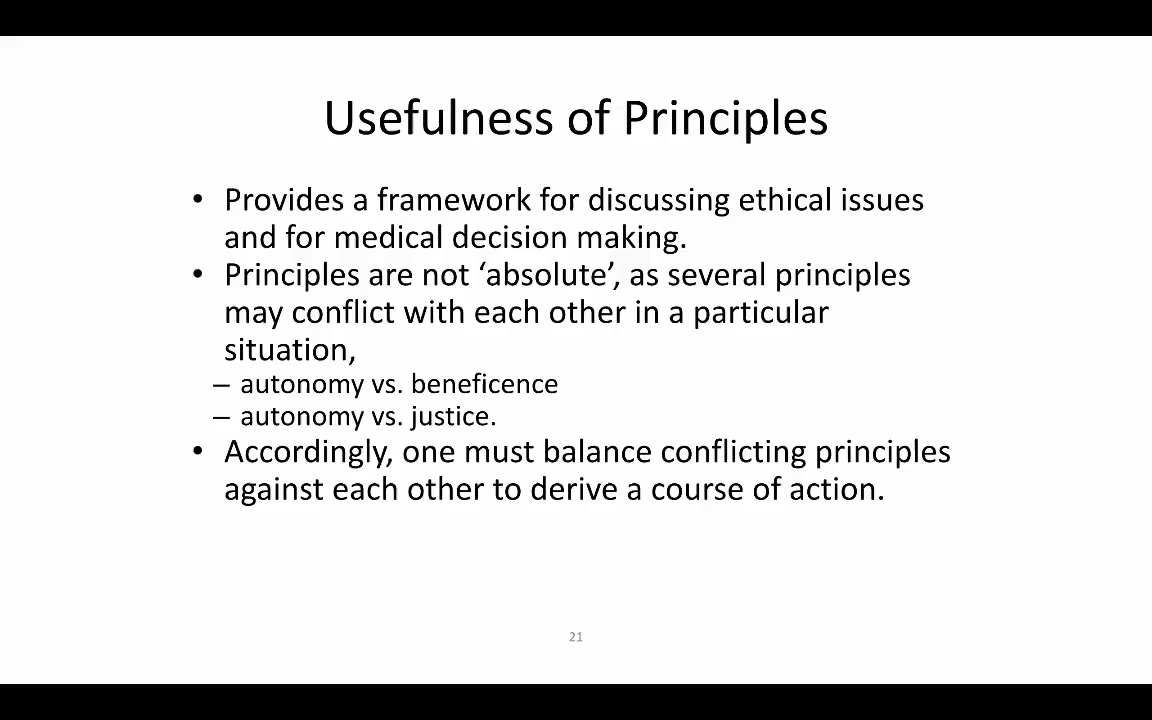 Usefulness of Principles
• Provides a framework for discussing ethical issues
and for medical decision making.
• Principles are not ‘absolute’, as several principles
may conflict with each other in a particular
situation,
– autonomy vs. beneficence
– autonomy vs. justice.
• Accordingly, one must balance conflicting principles
against each other to derive a course of action.
21